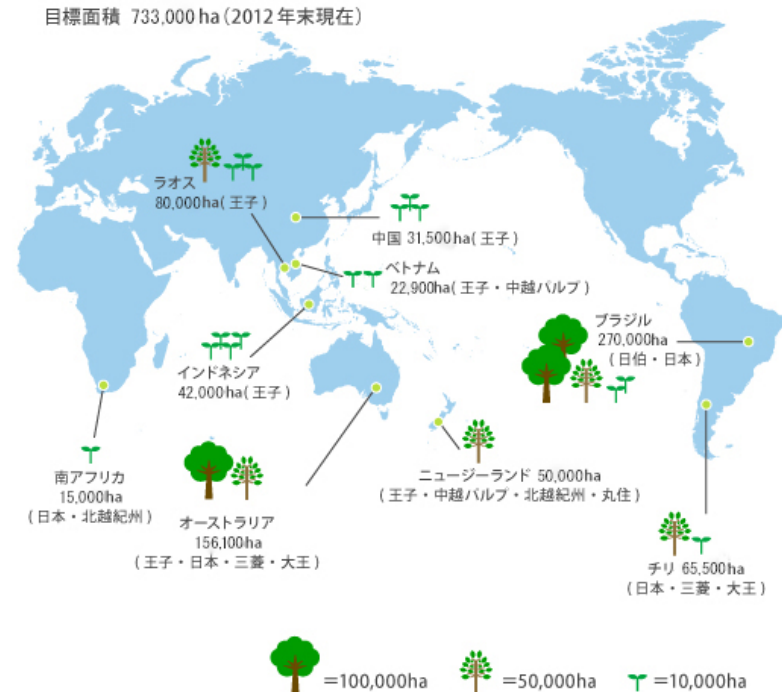 目標面積 733,000ha(2012年末現在)
ラオス
80,000ha(王子)
中国 31,500ha(王子)
ベトナム
22,900ha(王子・中越パルプ)
ブラジル
270,000ha
(日伯・日本)
インドネシア
42,000ha(王子)
南アフリカ
15,000ha
(日本・北越紀州)
オーストラリア
156,100ha
(王子・日本・三菱・大王)
ニュージーランド 50,000ha
(王子・中越パルプ・北越紀州・丸住)
チリ 65,500ha
(日本・三菱・大王)
=100,000ha =50,000ha =10,000ha